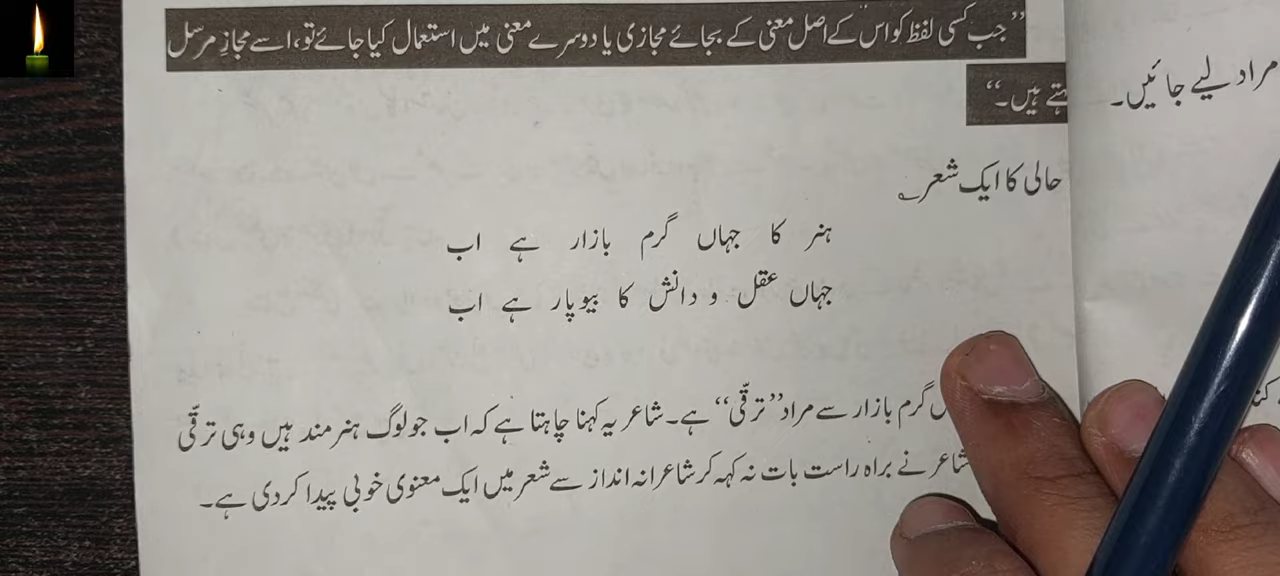 ”جب کسی لفظ کو اس کے اصل معنی کے بجائے مجازی یا دوسرے معنی میں استعمال کیا جائے تو، اسے مجازِ مرسل
ہیں۔“
مراد لیے جائیں۔
حالی کا ایک شعر؎
ہنر کا جہاں گرم بازار ہے اب
جہاں عقل و دانش کا بیوپار ہے اب
گرم بازار سے مراد ”ترقّی“ ہے۔ شاعر یہ کہنا چاہتا ہے کہ اب جو لوگ ہنر مند ہیں وہی ترقّی
شاعر نے براہ راست بات نہ کہہ کر شاعرانہ انداز سے شعر میں ایک معنوی خوبی پیدا کر دی ہے۔